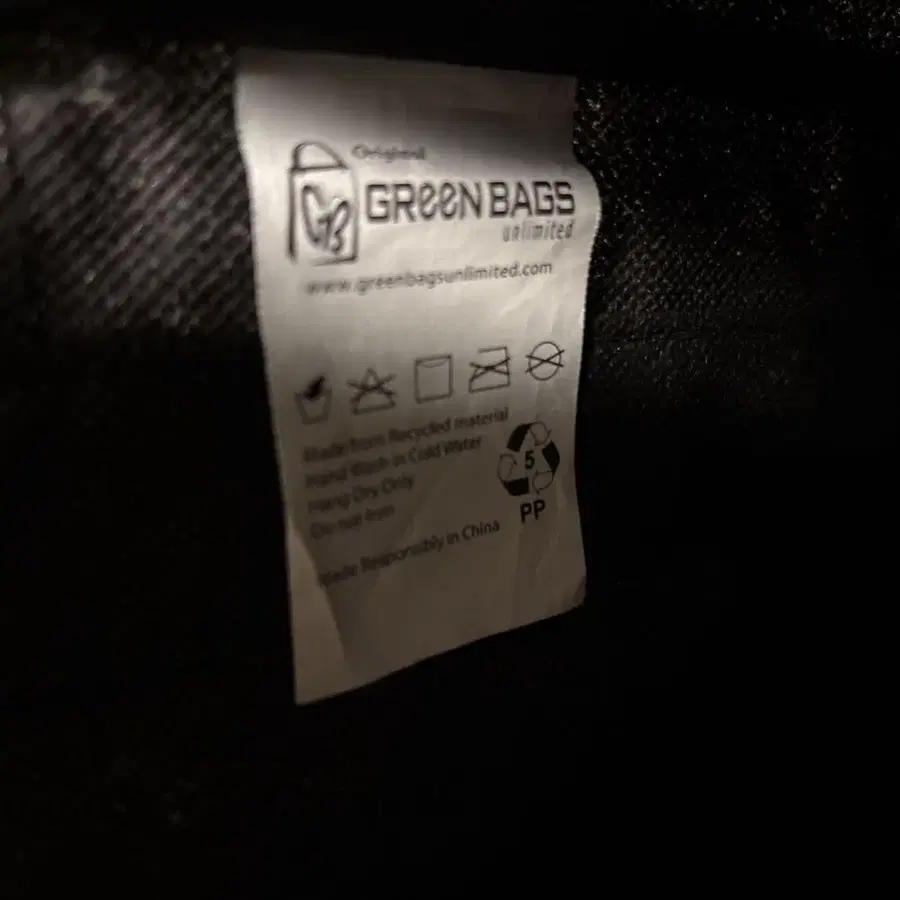 Original
GReeN BAGS
unlimited
GB
www.greenbagsunlimited.com
Made from Recycled material
Hand Wash in Cold Water
Hang Dry Only
Do not Iron
5
PP
Made Responsibly in China